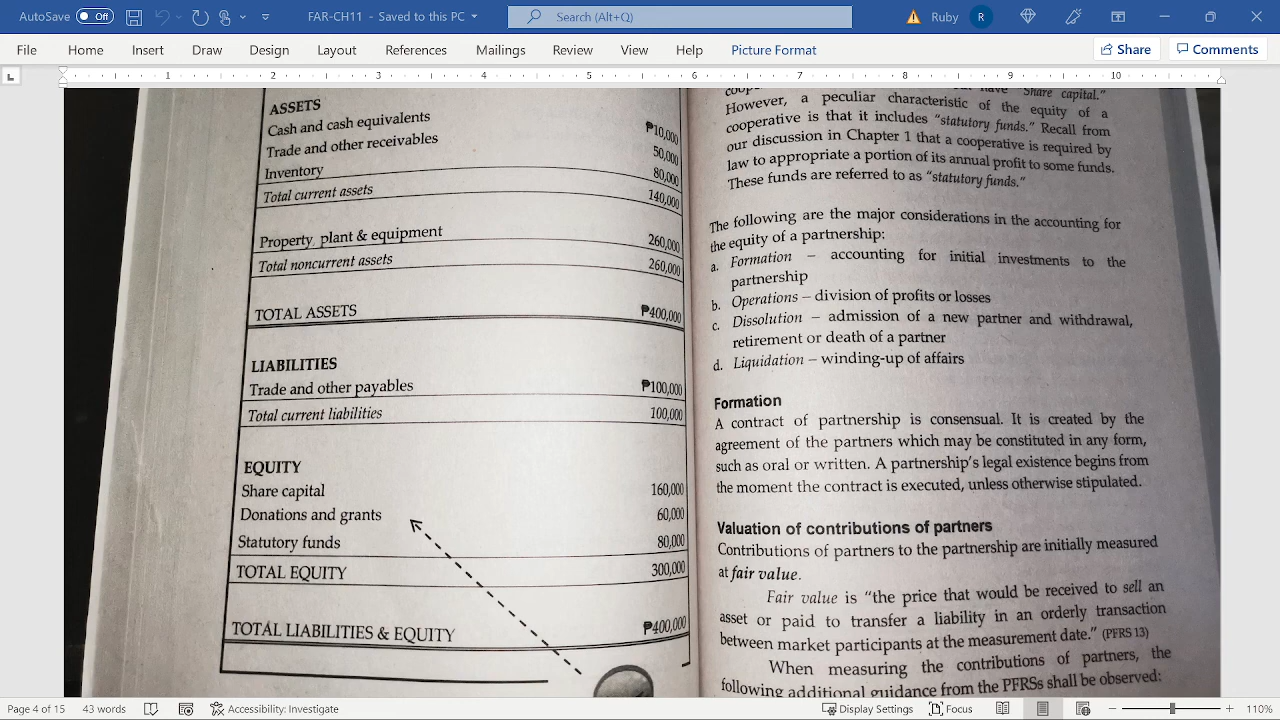 AutoSave Off FAR-CH11 - Saved to this PC Search (Alt+Q) Ruby R
File Home Insert Draw Design Layout References Mailings Review View Help Picture Format Share Comments
1 2 3 4 5 6 7 8 9 10
ASSETS
Cash and cash equivalents ₱10,000
Trade and other receivables 50,000
Inventory 80,000
Total current assets 140,000
Property, plant & equipment 260,000
Total noncurrent assets 260,000
TOTAL ASSETS ₱400,000
LIABILITIES
Trade and other payables ₱100,000
Total current liabilities 100,000
EQUITY
Share capital 160,000
Donations and grants 60,000
Statutory funds 80,000
TOTAL EQUITY 300,000
TOTAL LIABILITIES & EQUITY ₱400,000
have "Share capital."
However, a peculiar characteristic of the equity of a
cooperative is that it includes "statutory funds." Recall from
our discussion in Chapter 1 that a cooperative is required by
law to appropriate a portion of its annual profit to some funds.
These funds are referred to as "statutory funds."
The following are the major considerations in the accounting for
the equity of a partnership:
a. Formation – accounting for initial investments to the
partnership
b. Operations – division of profits or losses
c. Dissolution – admission of a new partner and withdrawal,
retirement or death of a partner
d. Liquidation – winding-up of affairs
Formation
A contract of partnership is consensual. It is created by the
agreement of the partners which may be constituted in any form,
such as oral or written. A partnership's legal existence begins from
the moment the contract is executed, unless otherwise stipulated.
Valuation of contributions of partners
Contributions of partners to the partnership are initially measured
at fair value.
Fair value is "the price that would be received to sell an
asset or paid to transfer a liability in an orderly transaction
between market participants at the measurement date." (PFRS 13)
When measuring the contributions of partners, the
following additional guidance from the PFRSs shall be observed:
Page 4 of 15 43 words Accessibility: Investigate Display Settings Focus 110%